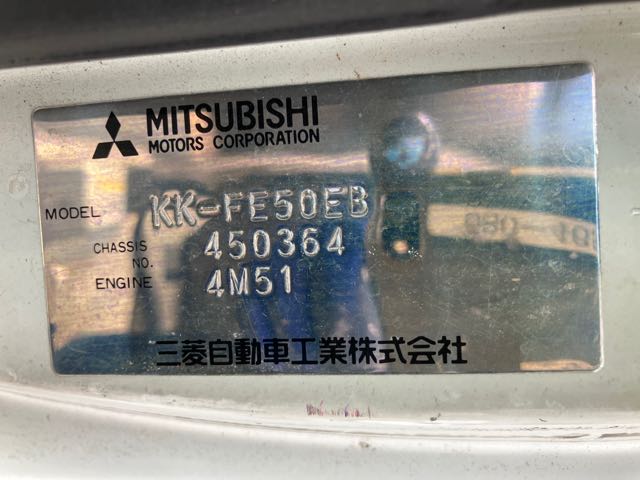 MITSUBISHI
MOTORS CORPORATION
MODEL KK-FE50EB
CHASSIS NO. 450364
ENGINE 4M51
三菱自動車工業株式会社